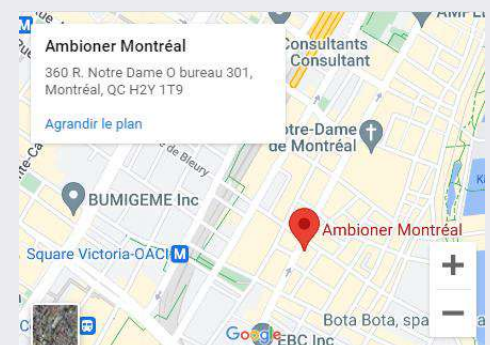 Ambioner Montréal
360 R. Notre Dame O bureau 301,
Montréal, QC H2Y 1T9
Agrandir le plan
M
Consultants
Consultant
de Bleury
otre-Dame
de Montréal
BUMIGEME Inc
Ambioner Montréal
Square Victoria-OACI M
+
−
Bota Bota, spa
Google
EBC Inc